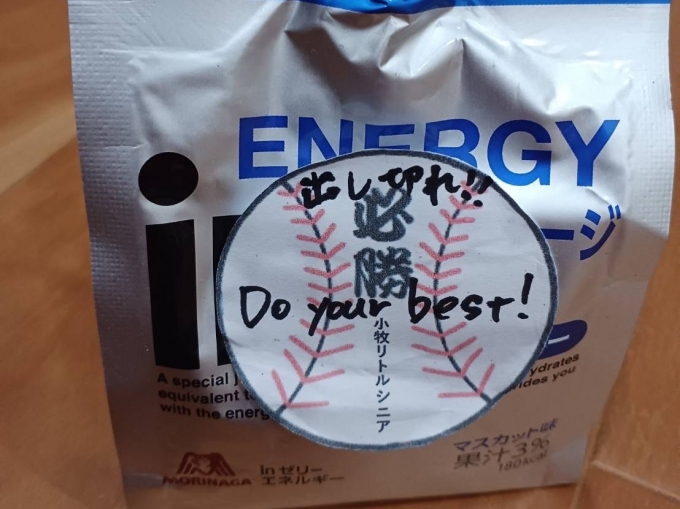 ENERGY
出し切れ!!
必勝
Do your best!
小牧リトルシニア
in
ージ
ー
A special j
equivalent t
with the energ
ydrates
ides you
マスカット味
果汁3%
180kcal
MORINAGA
inゼリー
エネルギー